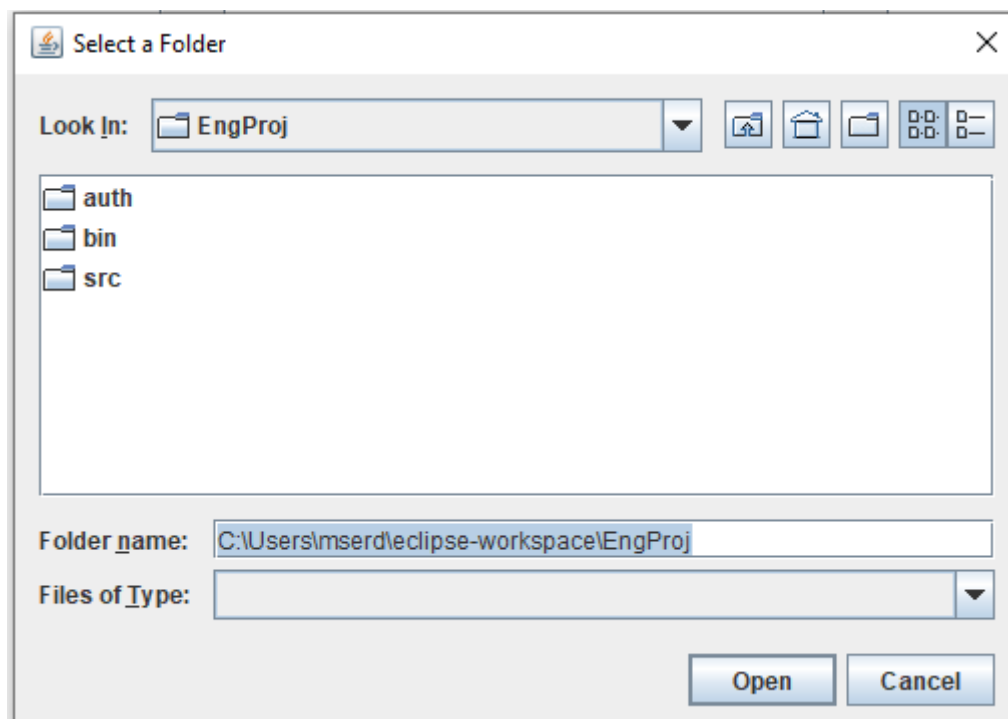 Select a Folder
Look In: EngProj
auth
bin
src
Folder name: C:\Users\mserd\eclipse-workspace\EngProj
Files of Type:
Open Cancel